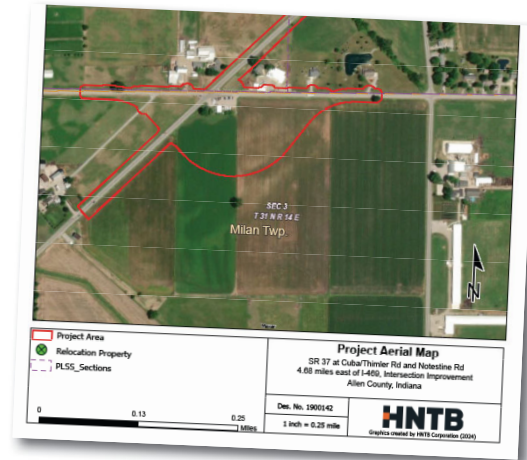 SEC 3
T 31 N R 14 E
Milan Twp
Project Area
Relocation Property
PLSS_Sections
0 0.13 0.25
Miles
Project Aerial Map
SR 37 at Cuba/Thimler Rd and Notestine Rd
4.68 miles east of I-469, Intersection Improvement
Allen County, Indiana
Des. No. 1900142
1 inch = 0.25 mile
HNTB
Graphics created by HNTB Corporation (2024)
N